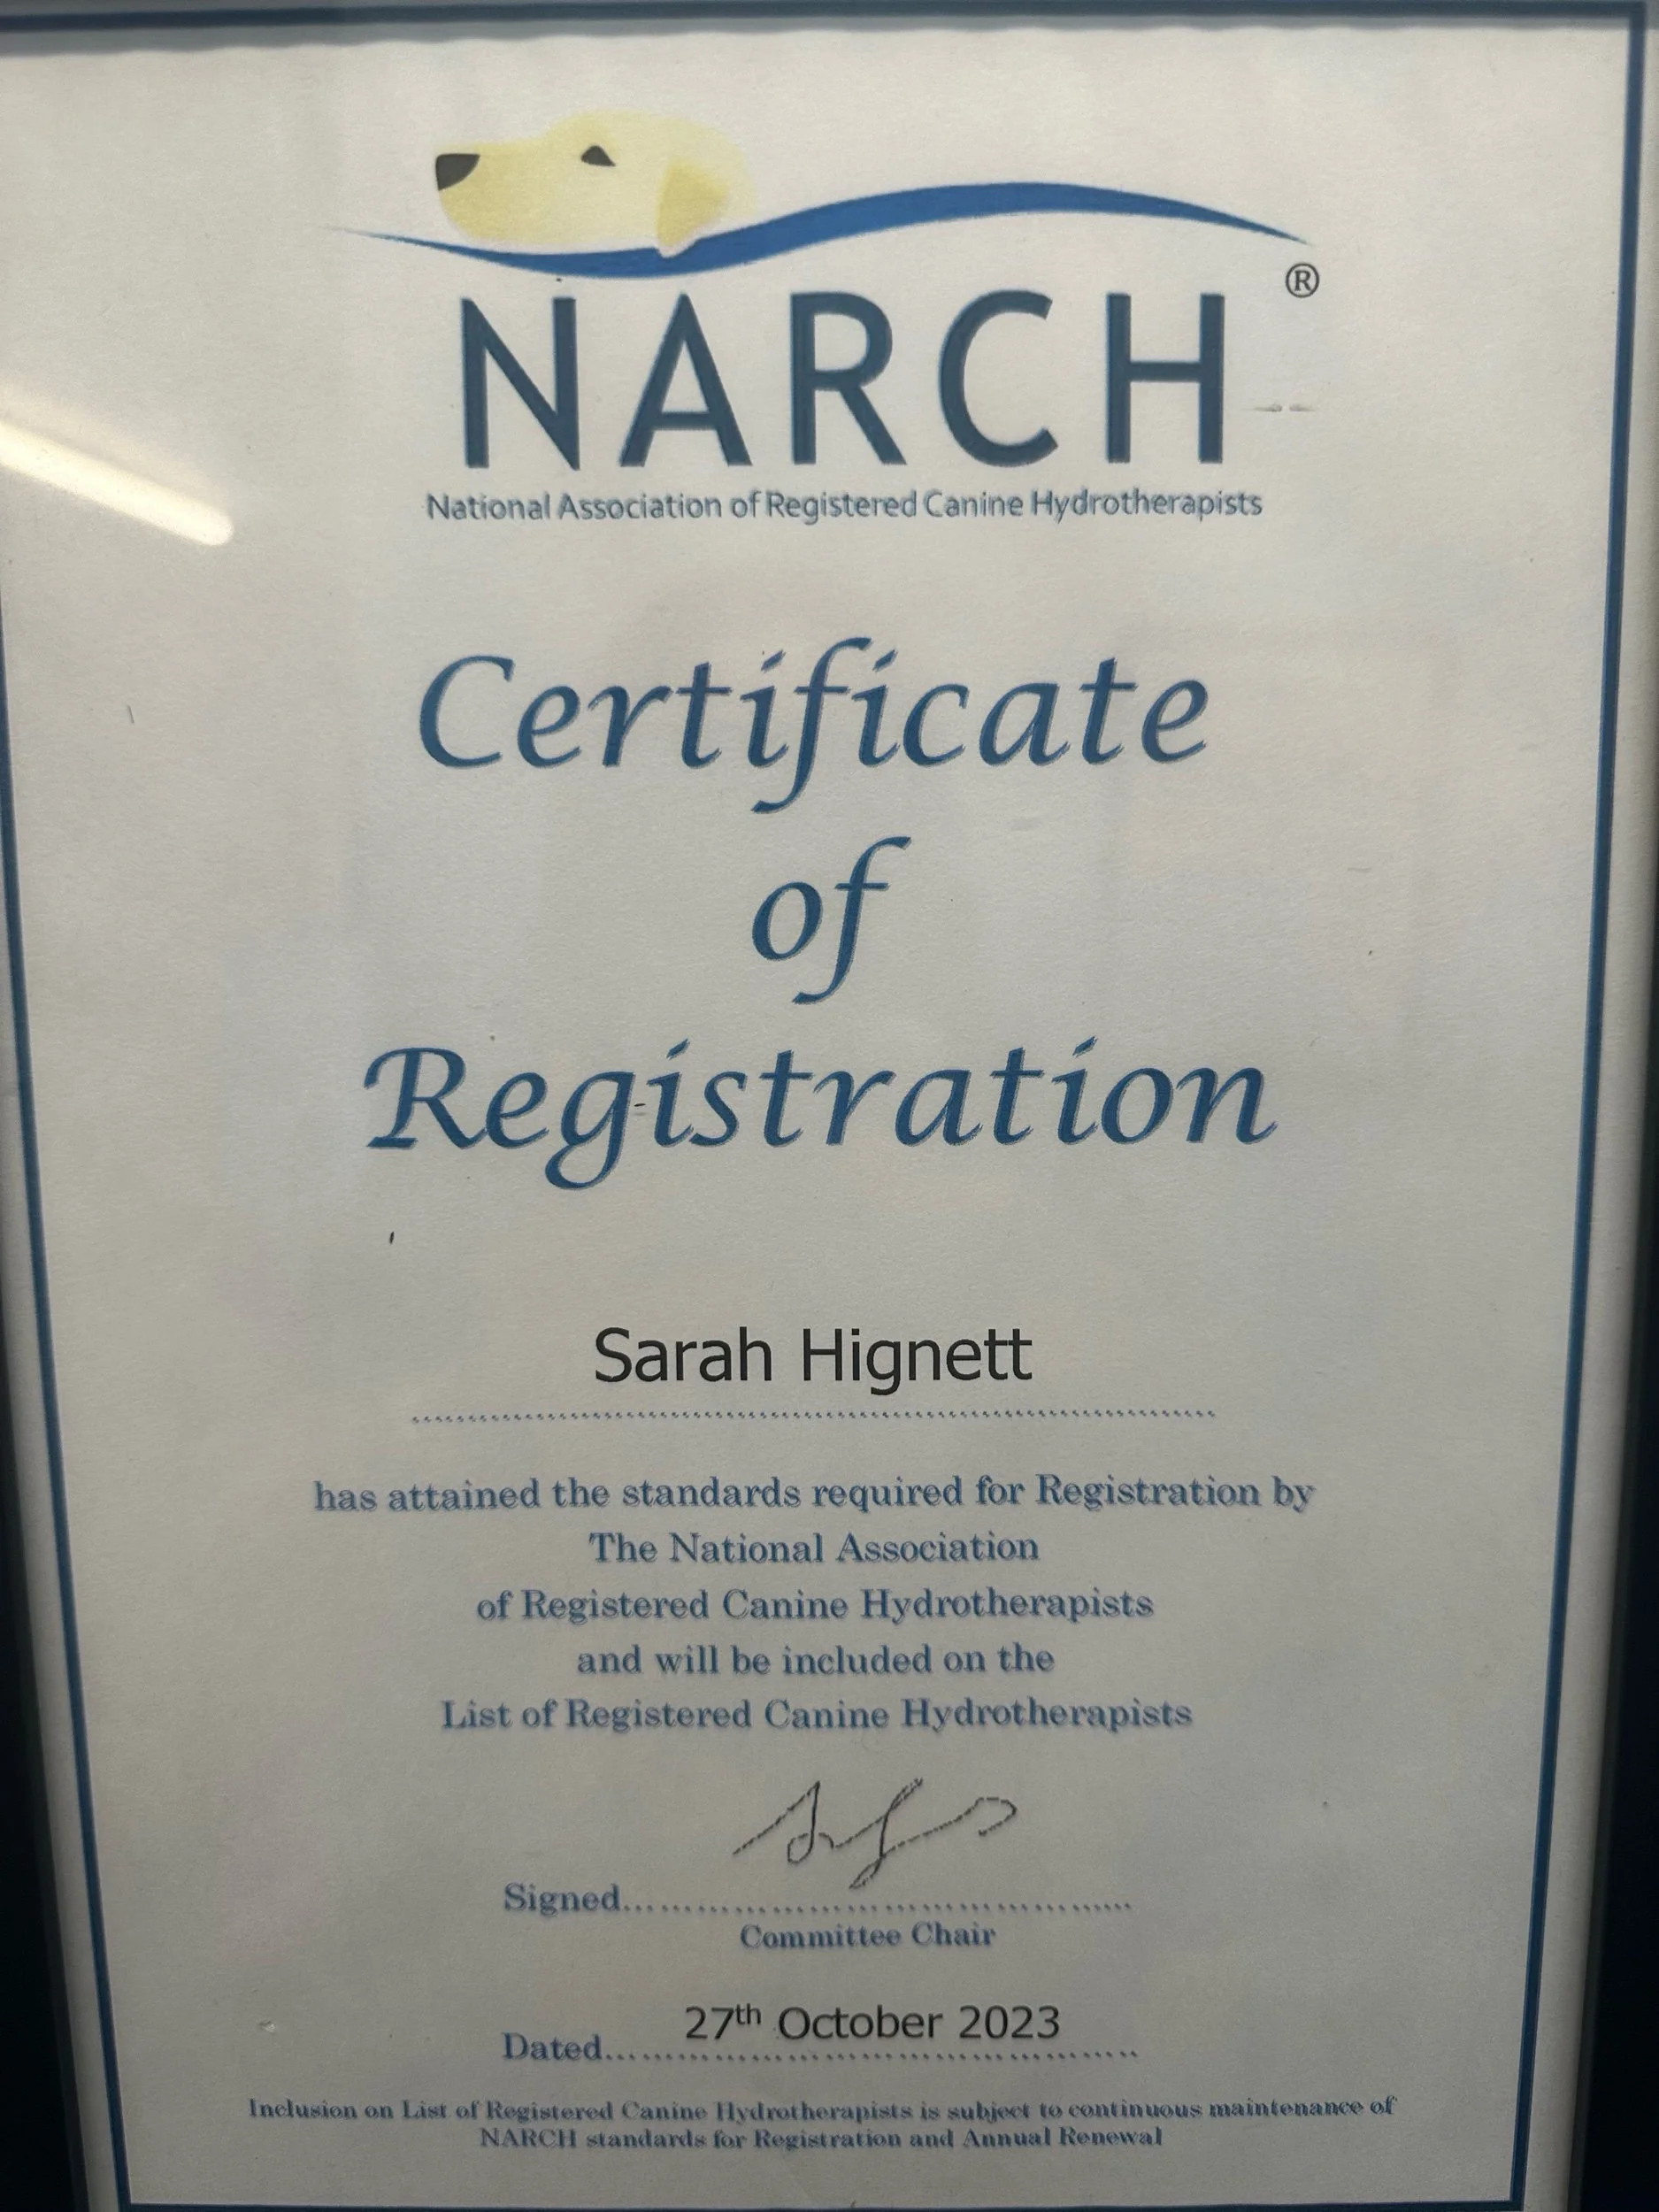 NARCH®
National Association of Registered Canine Hydrotherapists
Certificate
of
Registration
Sarah Hignett
has attained the standards required for Registration by
The National Association
of Registered Canine Hydrotherapists
and will be included on the
List of Registered Canine Hydrotherapists
Signed
Committee Chair
Dated 27th October 2023
Inclusion on List of Registered Canine Hydrotherapists is subject to continuous maintenance of
NARCH standards for Registration and Annual Renewal